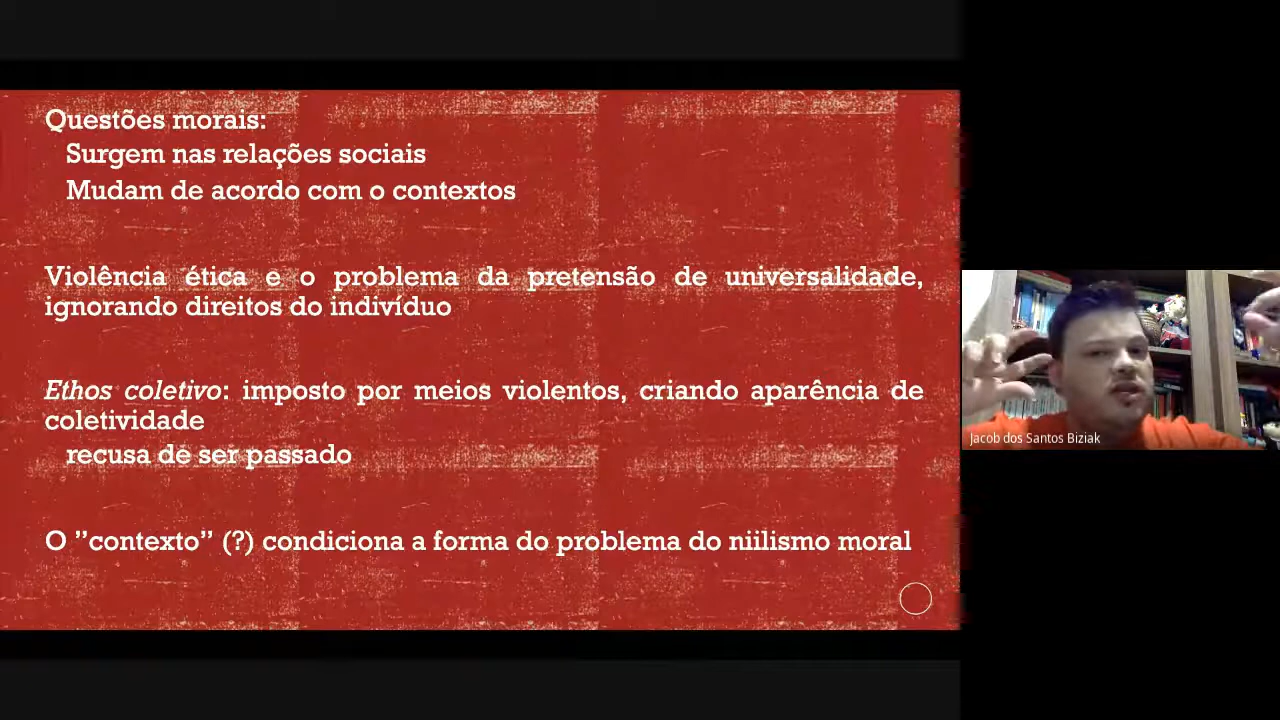 Questões morais:
Surgem nas relações sociais
Mudam de acordo com o contextos
Violência ética e o problema da pretensão de universalidade,
ignorando direitos do indivíduo
Ethos coletivo: imposto por meios violentos, criando aparência de
coletividade
recusa de ser passado
O ”contexto” (?) condiciona a forma do problema do niilismo moral
Jacob dos Santos Biziak